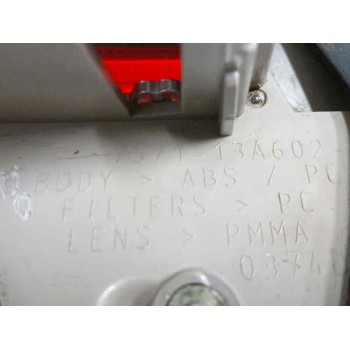 13A602
BODY > ABS / PC
FILTERS > PC
LENS > PMMA
0374